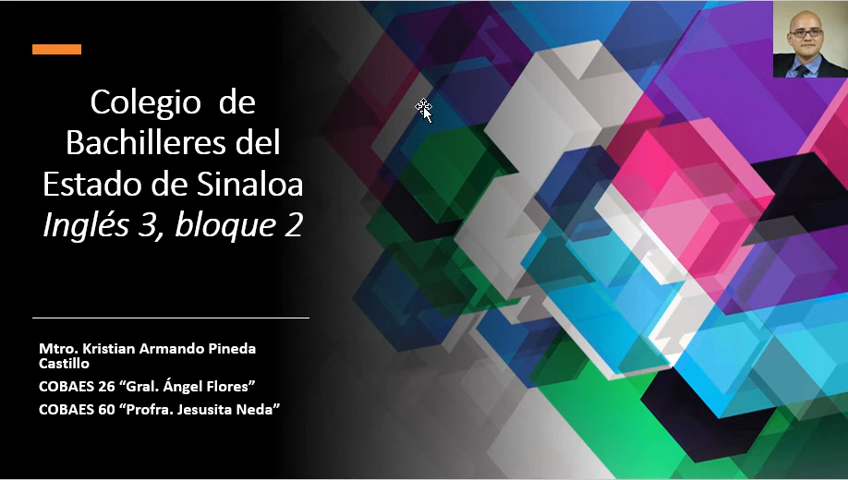 Colegio de
Bachilleres del
Estado de Sinaloa
Inglés 3, bloque 2
Mtro. Kristian Armando Pineda
Castillo
COBAES 26 “Gral. Ángel Flores”
COBAES 60 “Profra. Jesusita Neda”